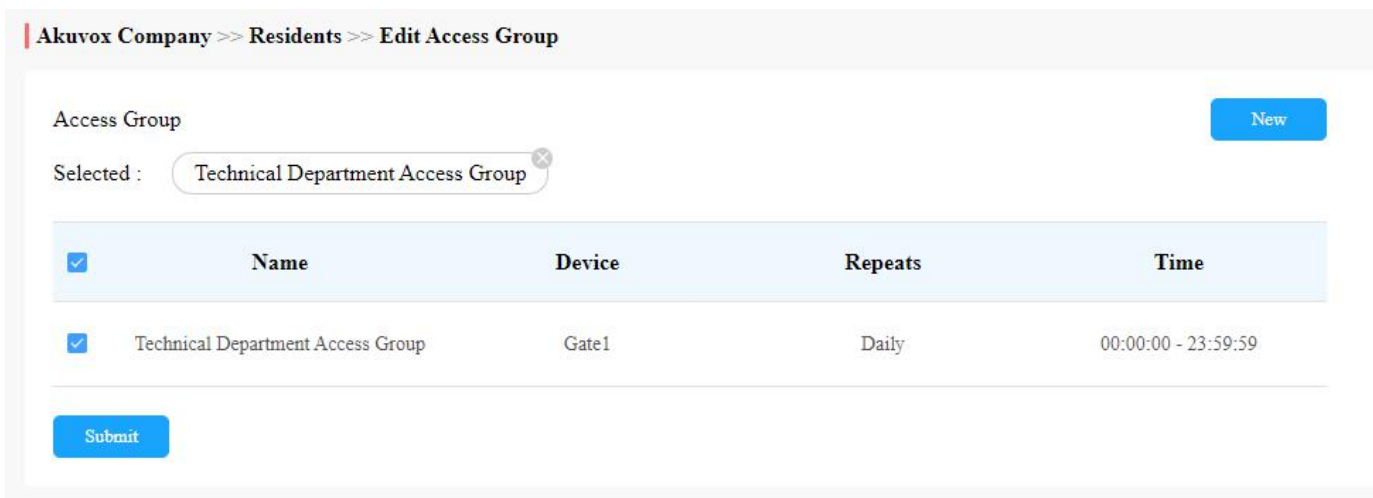 Akuvox Company >> Residents >> Edit Access Group
Access Group
New
Selected :
Technical Department Access Group
Name Device Repeats Time
Technical Department Access Group Gate1 Daily 00:00:00 - 23:59:59
Submit